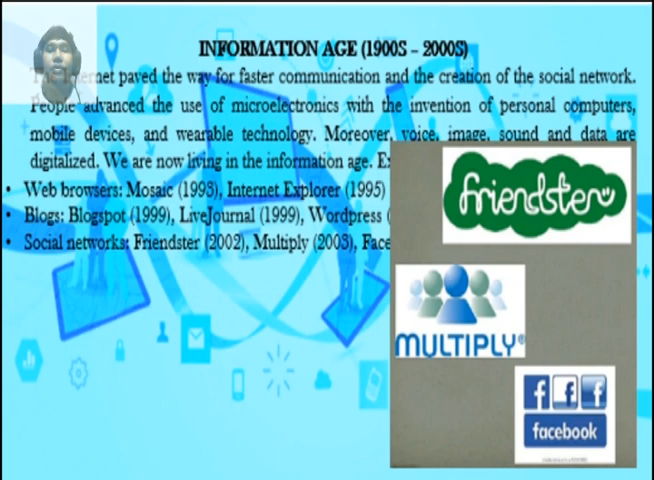 INFORMATION AGE (1900S – 2000S)
The Internet paved the way for faster communication and the creation of the social network.
People advanced the use of microelectronics with the invention of personal computers,
mobile devices, and wearable technology. Moreover, voice, image, sound and data are
digitalized. We are now living in the information age.
• Web browsers: Mosaic (1993), Internet Explorer (1995)
• Blogs: Blogspot (1999), LiveJournal (1999), Wordpress (
• Social networks: Friendster (2002), Multiply (2003), Face
friendster
MULTIPLY®
facebook